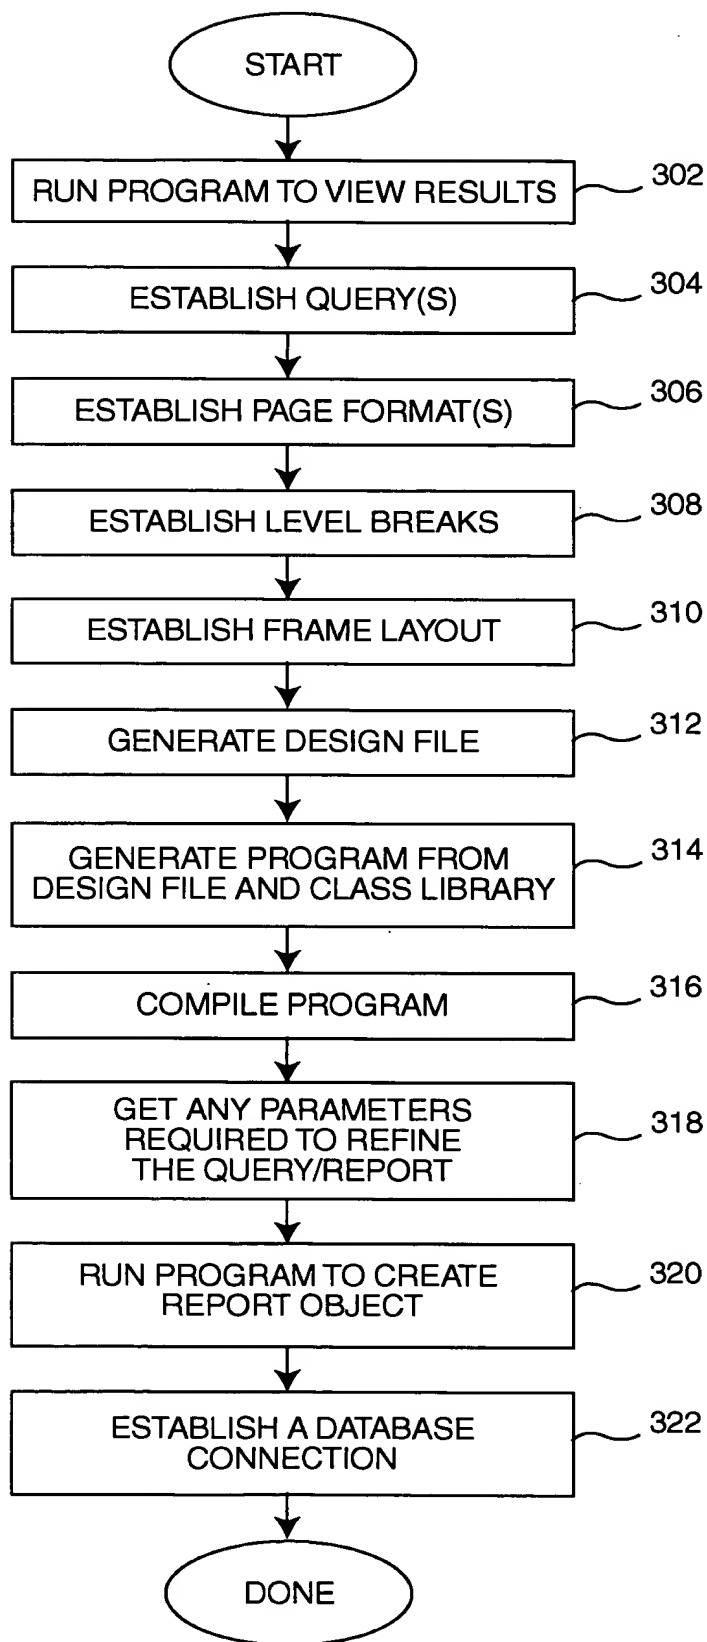 START
RUN PROGRAM TO VIEW RESULTS
302
ESTABLISH QUERY(S)
304
ESTABLISH PAGE FORMAT(S)
306
ESTABLISH LEVEL BREAKS
308
ESTABLISH FRAME LAYOUT
310
GENERATE DESIGN FILE
312
GENERATE PROGRAM FROM
DESIGN FILE AND CLASS LIBRARY
314
COMPILE PROGRAM
316
GET ANY PARAMETERS
REQUIRED TO REFINE
THE QUERY/REPORT
318
RUN PROGRAM TO CREATE
REPORT OBJECT
320
ESTABLISH A DATABASE
CONNECTION
322
DONE